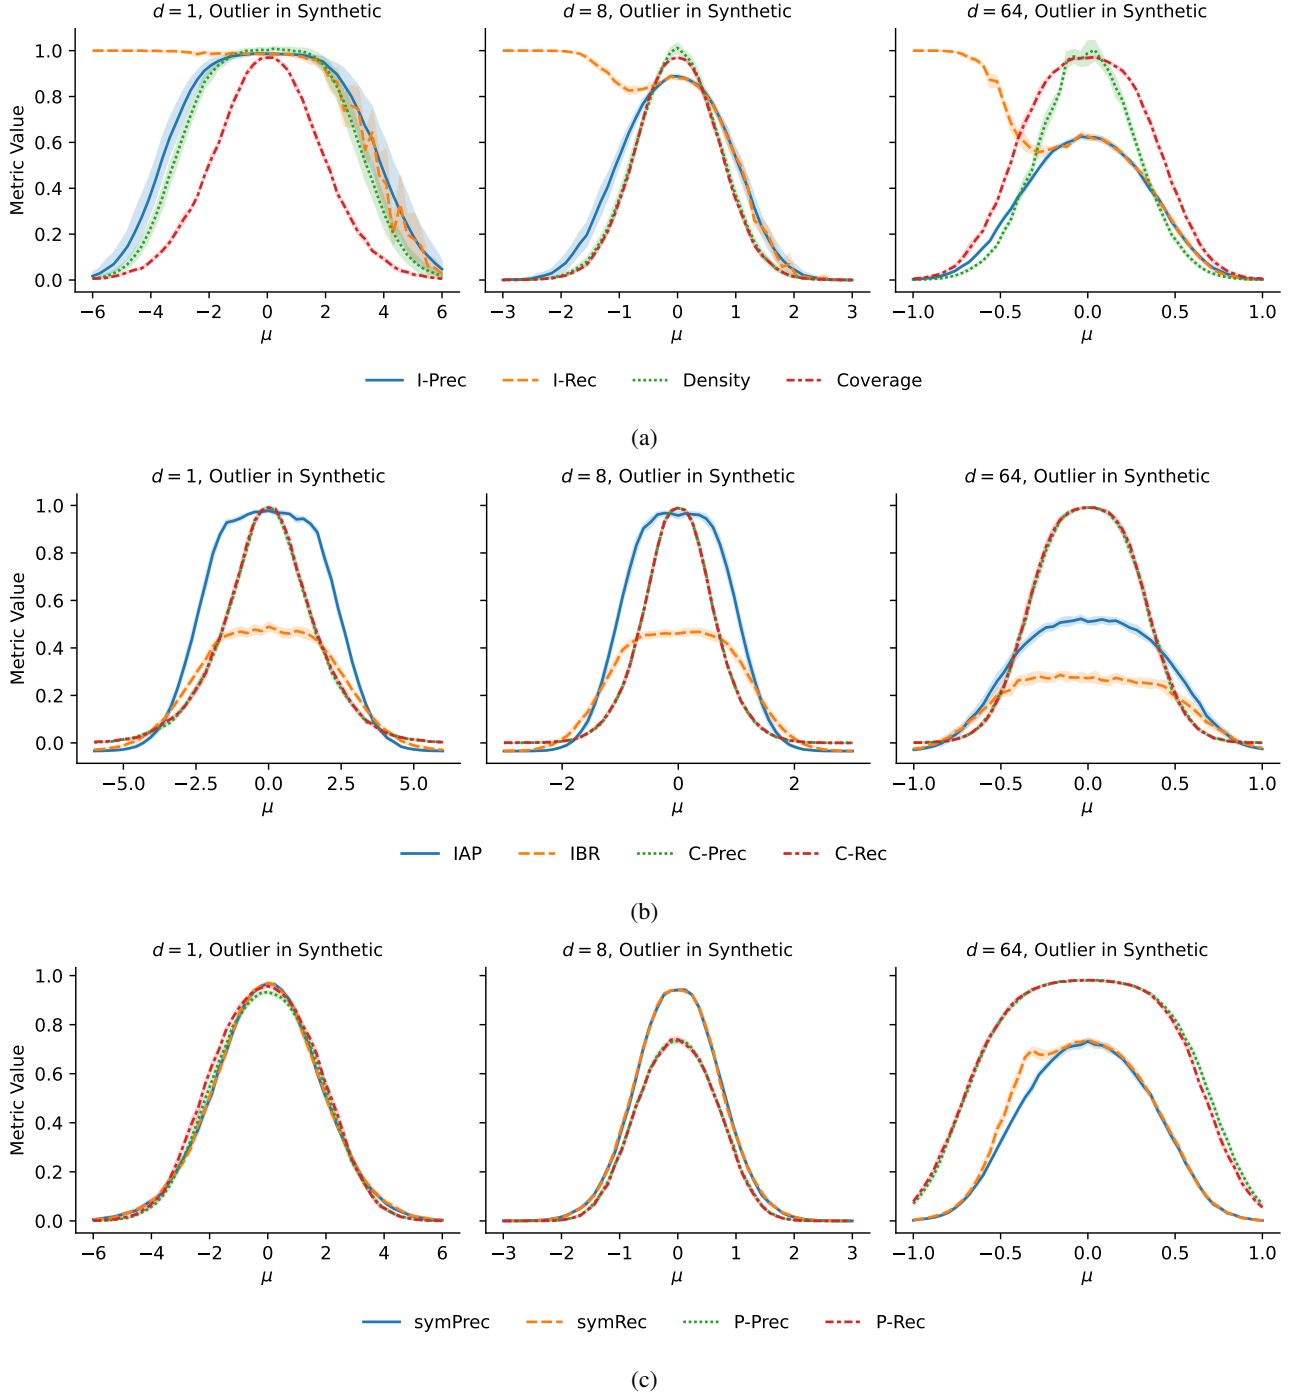 d = 1, Outlier in Synthetic
d = 8, Outlier in Synthetic
d = 64, Outlier in Synthetic
Metric Value
1.0
0.8
0.6
0.4
0.2
0.0
−6 −4 −2 0 2 4 6
−3 −2 −1 0 1 2 3
−1.0 −0.5 0.0 0.5 1.0
μ
μ
μ
I-Prec I-Rec Density Coverage
(a)
d = 1, Outlier in Synthetic
d = 8, Outlier in Synthetic
d = 64, Outlier in Synthetic
Metric Value
1.0
0.8
0.6
0.4
0.2
0.0
−5.0 −2.5 0.0 2.5 5.0
−2 0 2
−1.0 −0.5 0.0 0.5 1.0
μ
μ
μ
IAP IBR C-Prec C-Rec
(b)
d = 1, Outlier in Synthetic
d = 8, Outlier in Synthetic
d = 64, Outlier in Synthetic
Metric Value
1.0
0.8
0.6
0.4
0.2
0.0
−6 −4 −2 0 2 4 6
−3 −2 −1 0 1 2 3
−1.0 −0.5 0.0 0.5 1.0
μ
μ
μ
symPrec symRec P-Prec P-Rec
(c)